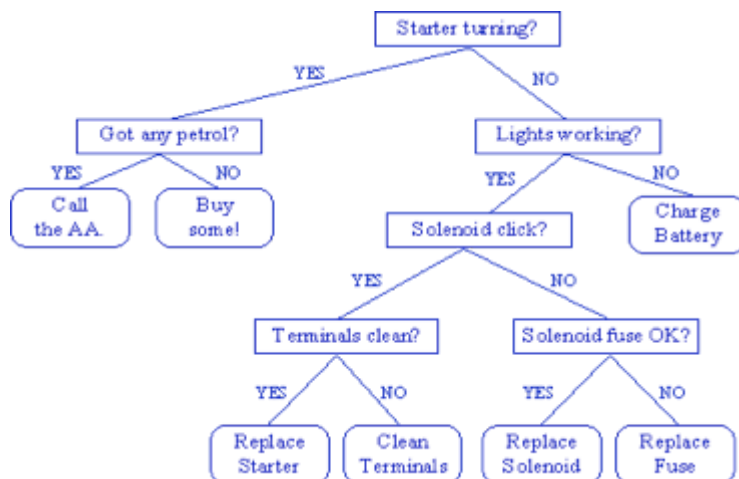 Starter turning?
YES
NO
Got any petrol?
Lights working?
YES
NO
YES
NO
Call
the AA.
Buy
some!
Charge
Battery
Solenoid click?
YES
NO
Terminals clean?
Solenoid fuse OK?
YES
NO
YES
NO
Replace
Starter
Clean
Terminals
Replace
Solenoid
Replace
Fuse